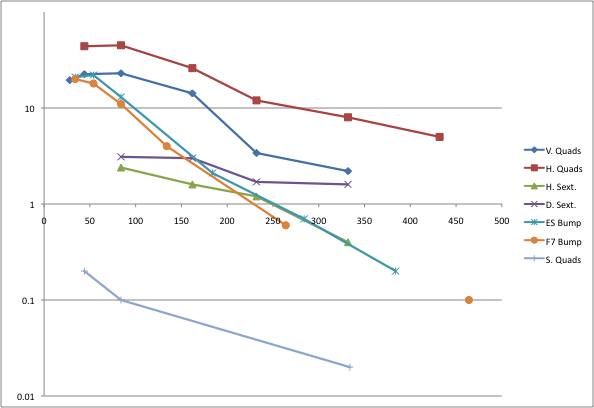 10
1
0.1
0.01
0 50 100 150 200 250 300 350 400 450 500
V. Quads
H. Quads
H. Sext.
D. Sext.
ES Bump
F7 Bump
S. Quads